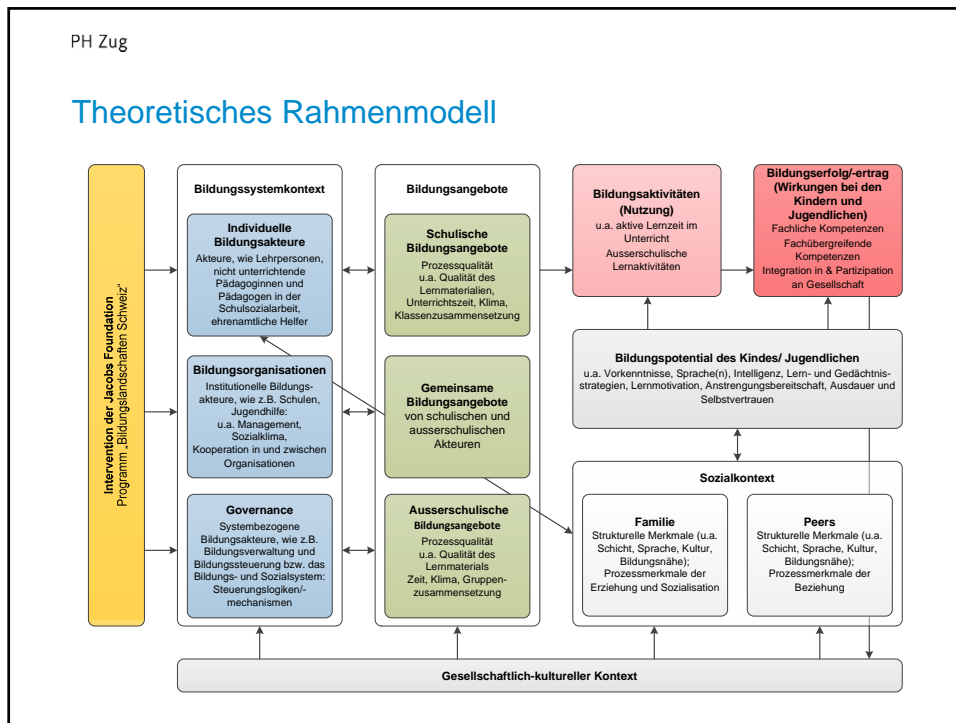 PH Zug
Theoretisches Rahmenmodell
Intervention der Jacobs Foundation
Programm „Bildungslandschaften Schweiz“
Bildungssystemkontext
Individuelle
Bildungsakteure
Akteure, wie Lehrpersonen,
nicht unterrichtende
Pädagoginnen und
Pädagogen in der
Schulsozialarbeit,
ehrenamtliche Helfer
Bildungsorganisationen
Institutionelle Bildungs-
akteure, wie z.B. Schulen,
Jugendhilfe:
u.a. Management,
Sozialklima,
Kooperation in und zwischen
Organisationen
Governance
Systembezogene
Bildungsakteure, wie z.B.
Bildungsverwaltung und
Bildungssteuerung bzw. das
Bildungs- und Sozialsystem:
Steuerungslogiken/-
mechanismen
Bildungsangebote
Schulische
Bildungsangebote
Prozessqualität
u.a. Qualität des
Lernmaterialien,
Unterrichtszeit, Klima,
Klassenzusammensetzung
Gemeinsame
Bildungsangebote
von schulischen und
ausserschulischen
Akteuren
Ausserschulische
Bildungsangebote
Prozessqualität
u.a. Qualität des
Lernmaterials
Zeit, Klima, Gruppen-
zusammensetzung
Bildungsaktivitäten
(Nutzung)
u.a. aktive Lernzeit im
Unterricht
Ausserschulische
Lernaktivitäten
Bildungserfolg/-ertrag
(Wirkungen bei den
Kindern und
Jugendlichen)
Fachliche Kompetenzen
Fachübergreifende
Kompetenzen
Integration in & Partizipation
an Gesellschaft
Bildungspotential des Kindes/ Jugendlichen
u.a. Vorkenntnisse, Sprache(n), Intelligenz, Lern- und Gedächtnis-
strategien, Lernmotivation, Anstrengungsbereitschaft, Ausdauer und
Selbstvertrauen
Sozialkontext
Familie
Strukturelle Merkmale (u.a.
Schicht, Sprache, Kultur,
Bildungsnähe);
Prozessmerkmale der
Erziehung und Sozialisation
Peers
Strukturelle Merkmale (u.a.
Schicht, Sprache, Kultur,
Bildungsnähe);
Prozessmerkmale der
Beziehung
Gesellschaftlich-kultureller Kontext